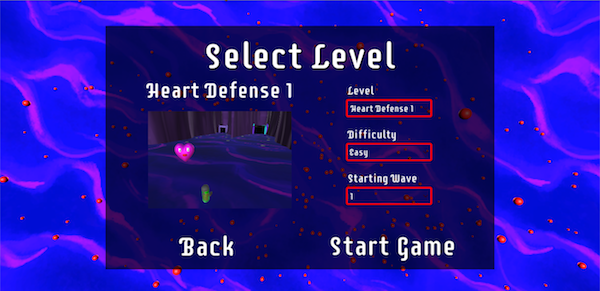 Select Level
Heart Defense 1
Level
Heart Defense 1
Difficulty
Easy
Starting Wave
1
Back
Start Game